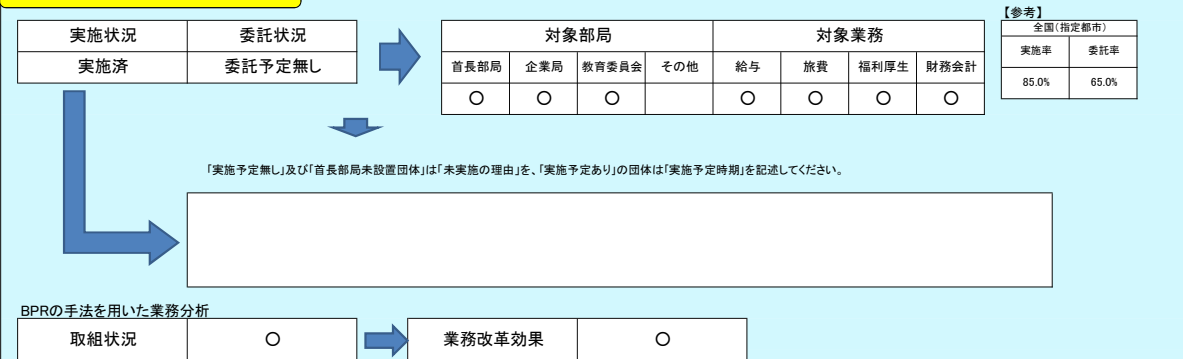 【参考】
実施状況 委託状況 対象部局 対象業務 全国(指定都市)
実施済 委託予定無し 首長部局 企業局 教育委員会 その他 給与 旅費 福利厚生 財務会計 実施率 委託率
○ ○ ○ ○ ○ ○ ○ 85.0% 65.0%
「実施予定無し」及び「首長部局未設置団体」は「未実施の理由」を、「実施予定あり」の団体は「実施予定時期」を記述してください。
BPRの手法を用いた業務分析
取組状況 ○ 業務改革効果 ○